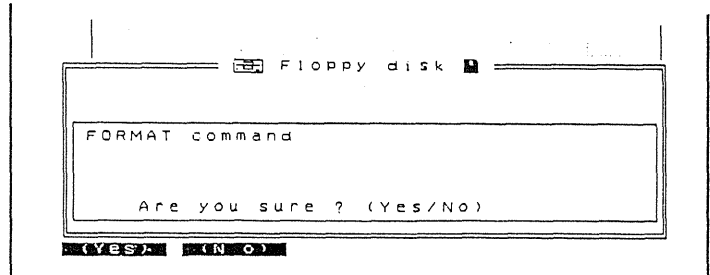 Floppy disk
FORMAT command
Are you sure ? (Yes/No)
(Yes) (No)